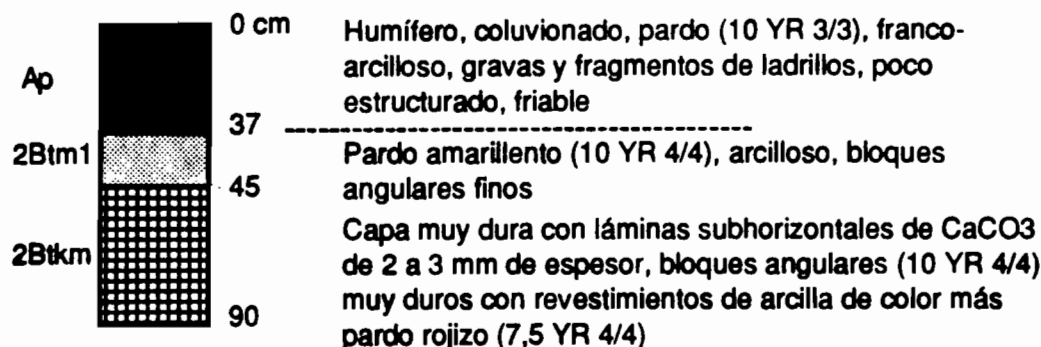 0 cm
Humífero, coluvionado, pardo (10 YR 3/3), franco-
arcilloso, gravas y fragmentos de ladrillos, poco
estructurado, friable
Ap
37
2Btm1
Pardo amarillento (10 YR 4/4), arcilloso, bloques
angulares finos
45
2Btkm
Capa muy dura con láminas subhorizontales de CaCO3
de 2 a 3 mm de espesor, bloques angulares (10 YR 4/4)
muy duros con revestimientos de arcilla de color más
pardo rojizo (7,5 YR 4/4)
90